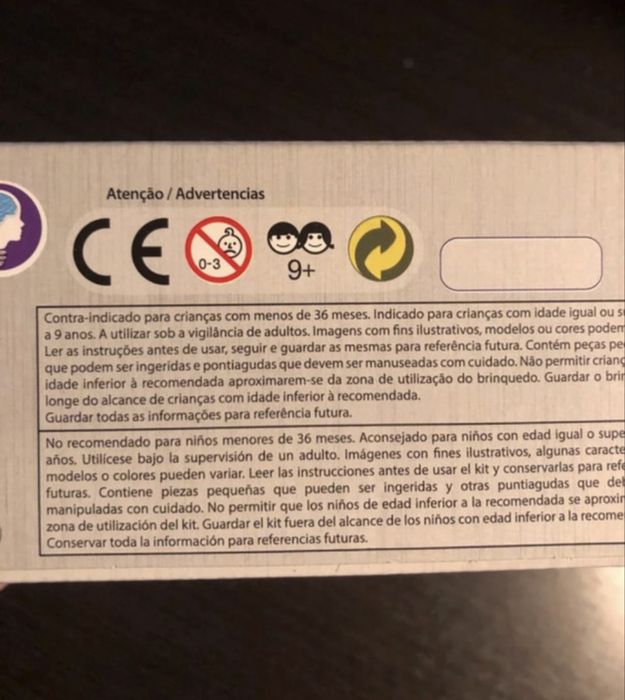 Atenção / Advertencias
CE
0-3
9+
Contra-indicado para crianças com menos de 36 meses. Indicado para crianças com idade igual ou
a 9 anos. A utilizar sob a vigilância de adultos. Imagens com fins ilustrativos, modelos ou cores
Ler as instruções antes de usar, seguir e guardar as mesmas para referência futura. Contém peças
que podem ser ingeridas e pontiagudas que devem ser manuseadas com cuidado. Não permitir
idade inferior à recomendada aproximarem-se da zona de utilização do brinquedo. Guardar o
longe do alcance de crianças com idade inferior à recomendada.
Guardar todas as informações para referência futura.
No recomendado para niños menores de 36 meses. Aconsejado para niños con edad igual o
años. Utilícese bajo la supervisión de un adulto. Imágenes con fines ilustrativos, algunas
modelos o colores pueden variar. Leer las instrucciones antes de usar el kit y conservarlas para
futuras. Contiene piezas pequeñas que pueden ser ingeridas y otras puntiagudas que
manipuladas con cuidado. No permitir que los niños de edad inferior a la recomendada se
zona de utilización del kit. Guardar el kit fuera del alcance de los niños con edad inferior a la
Conservar toda la información para referencias futuras.